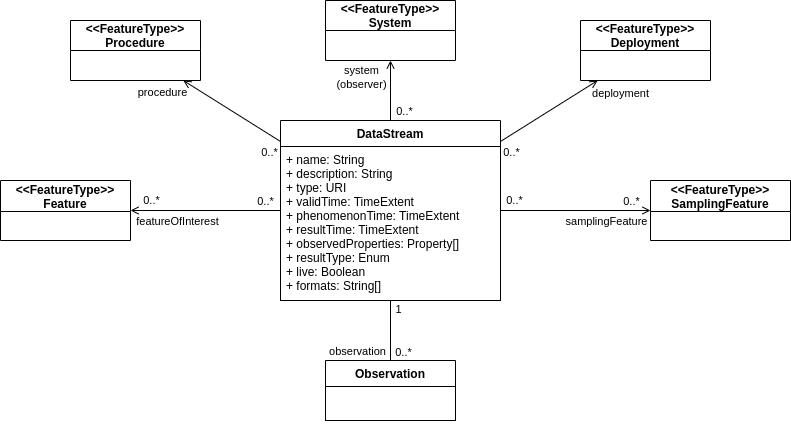 <<FeatureType>>
System
<<FeatureType>>
Procedure
<<FeatureType>>
Deployment
system
(observer)
procedure
deployment
0..*
DataStream
0..*
0..*
+ name: String
+ description: String
+ type: URI
+ validTime: TimeExtent
+ phenomenonTime: TimeExtent
+ resultTime: TimeExtent
+ observedProperties: Property[]
+ resultType: Enum
+ live: Boolean
+ formats: String[]
<<FeatureType>>
Feature
0..*
0..*
featureOfInterest
0..*
0..*
samplingFeature
<<FeatureType>>
SamplingFeature
1
observation
0..*
Observation